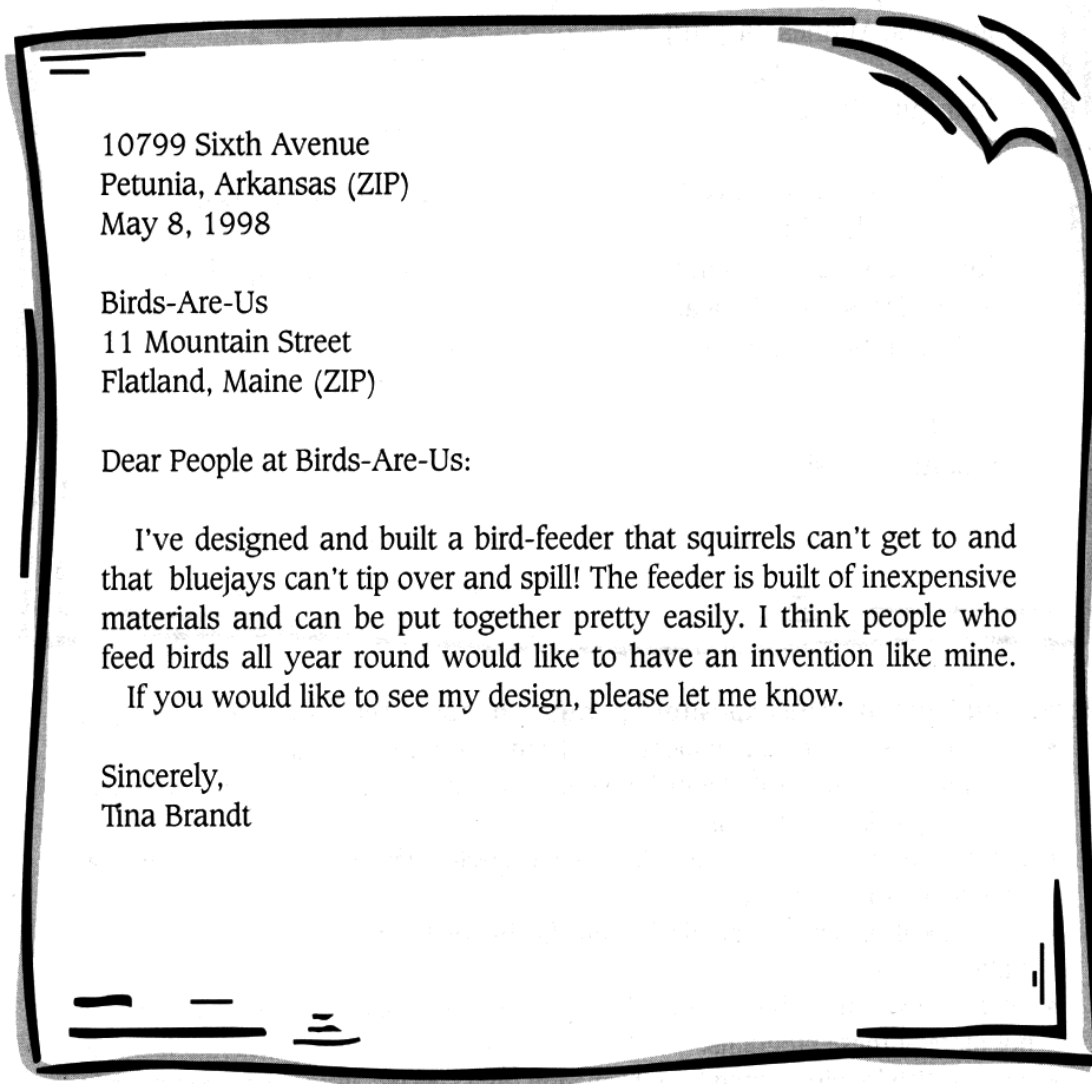 10799 Sixth Avenue
Petunia, Arkansas (ZIP)
May 8, 1998
Birds-Are-Us
11 Mountain Street
Flatland, Maine (ZIP)
Dear People at Birds-Are-Us:
I've designed and built a bird-feeder that squirrels can't get to and
that bluejays can't tip over and spill! The feeder is built of inexpensive
materials and can be put together pretty easily. I think people who
feed birds all year round would like to have an invention like mine.
If you would like to see my design, please let me know.
Sincerely,
Tina Brandt